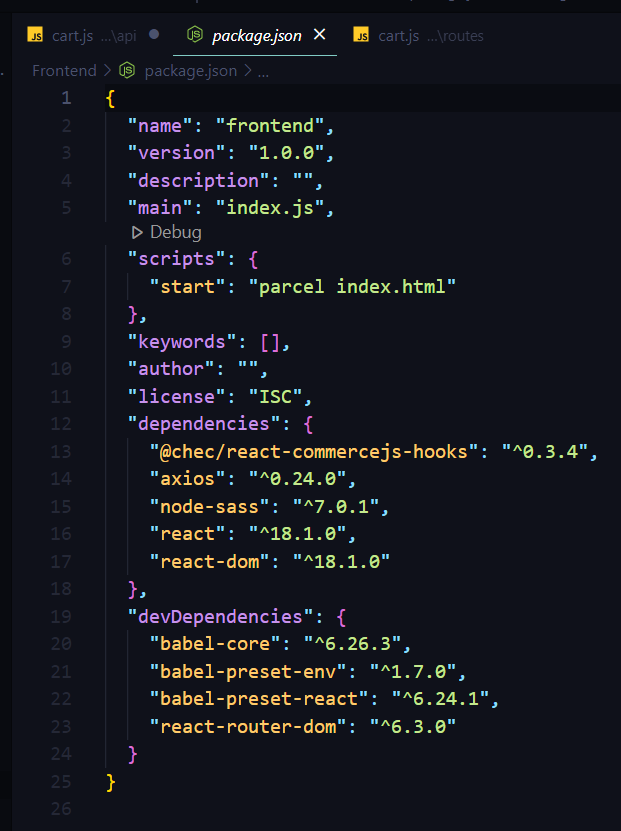 JS cart.js ...\api
package.json
JS cart.js ...\routes
Frontend > package.json > ...
1 {
2 "name": "frontend",
3 "version": "1.0.0",
4 "description": "",
5 "main": "index.js",
Debug
6 "scripts": {
7 "start": "parcel index.html"
8 },
9 "keywords": [],
10 "author": "",
11 "license": "ISC",
12 "dependencies": {
13 "@chec/react-commercejs-hooks": "^0.3.4",
14 "axios": "^0.24.0",
15 "node-sass": "^7.0.1",
16 "react": "^18.1.0",
17 "react-dom": "^18.1.0"
18 },
19 "devDependencies": {
20 "babel-core": "^6.26.3",
21 "babel-preset-env": "^1.7.0",
22 "babel-preset-react": "^6.24.1",
23 "react-router-dom": "^6.3.0"
24 }
25 }
26